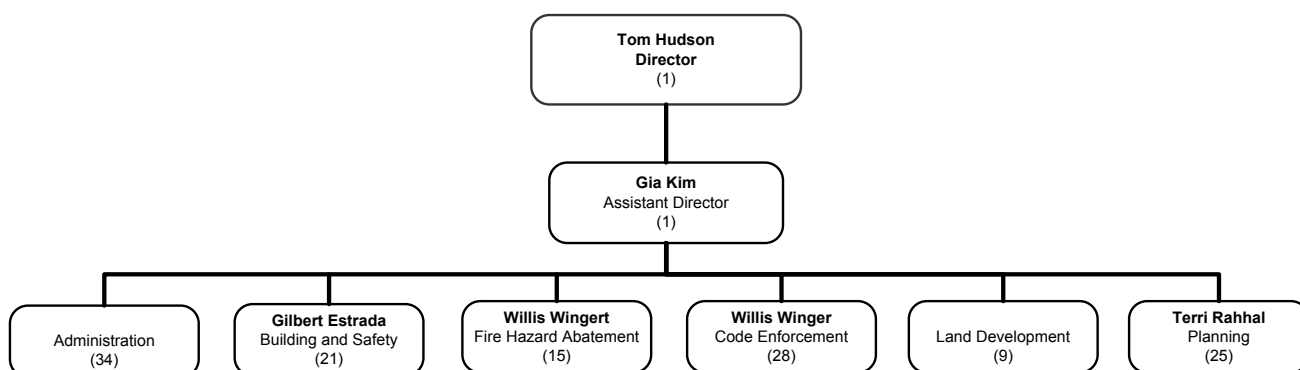 Tom Hudson
Director
(1)
Gia Kim
Assistant Director
(1)
Administration
(34)
Gilbert Estrada
Building and Safety
(21)
Willis Wingert
Fire Hazard Abatement
(15)
Willis Winger
Code Enforcement
(28)
Land Development
(9)
Terri Rahhal
Planning
(25)